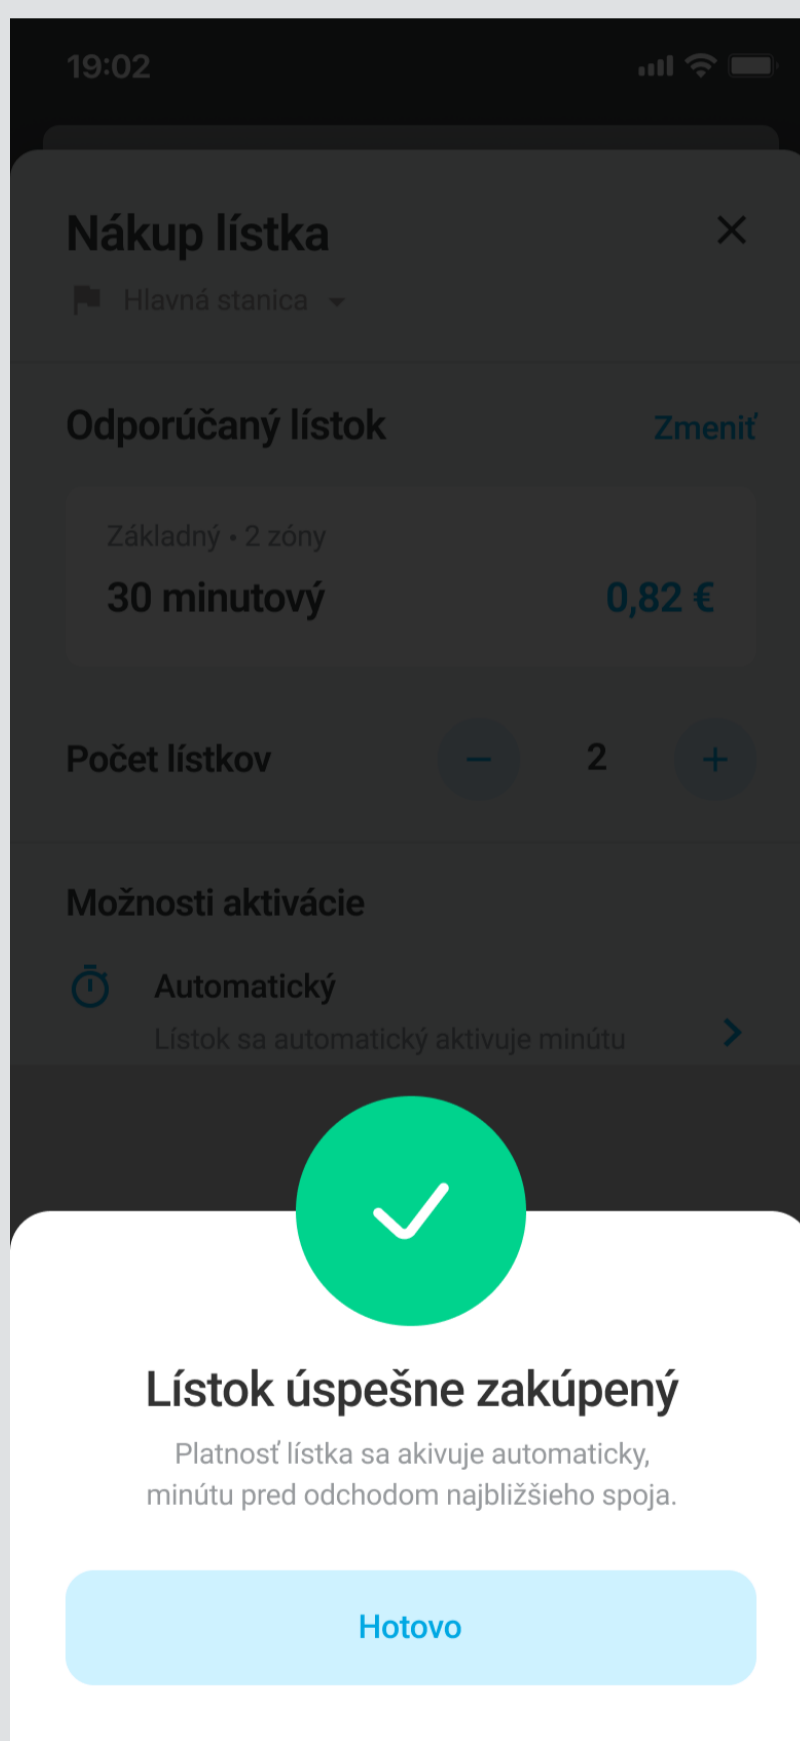 19:02
Nákup lístka
Hlavná stanica
Odporúčaný lístok
Zmeniť
Základný • 2 zóny
30 minutový
0,82 €
Počet lístkov
2
Možnosti aktivácie
Automatický
Lístok sa automatický aktivuje minútu
Lístok úspešne zakúpený
Platnosť lístka sa akivuje automaticky,
minútu pred odchodom najbližšieho spoja.
Hotovo